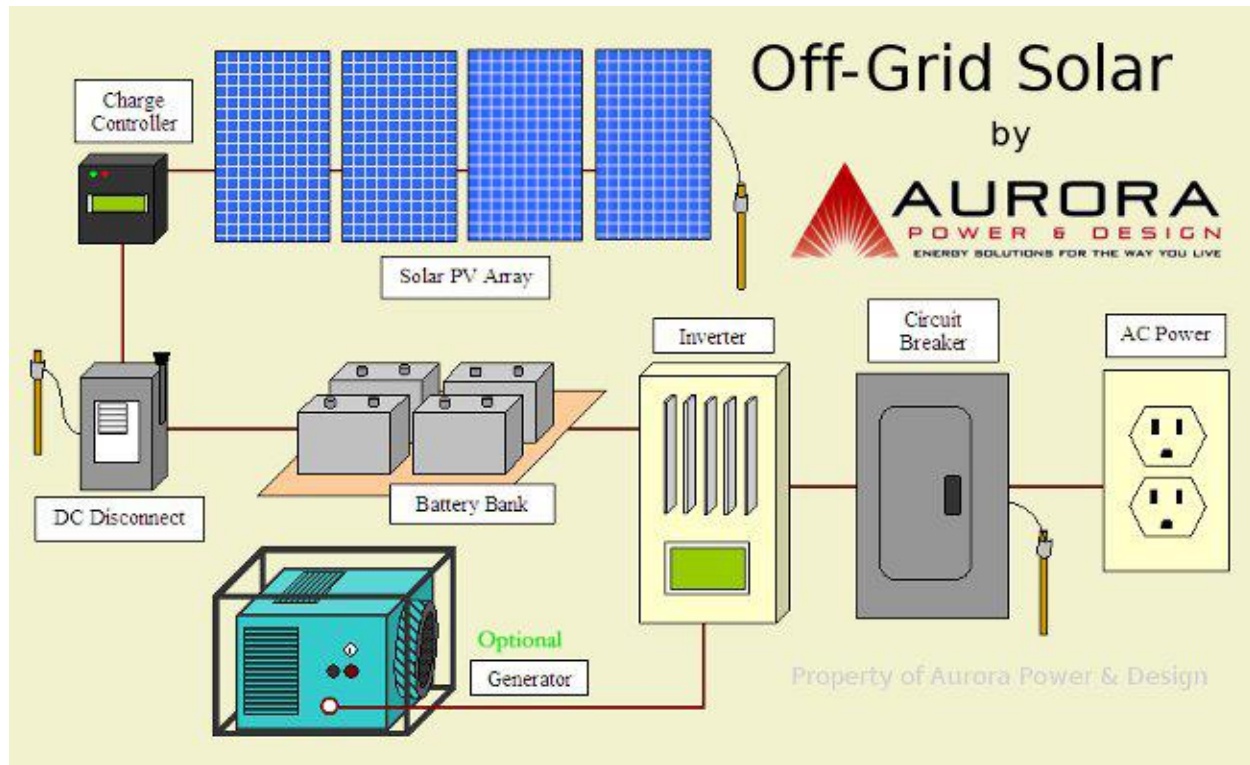 Off-Grid Solar
by
AURORA
POWER & DESIGN
ENERGY SOLUTIONS FOR THE WAY YOU LIVE
Charge
Controller
Solar PV Array
Inverter
Circuit
Breaker
AC Power
DC Disconnect
Battery Bank
Optional
Generator
Property of Aurora Power & Design